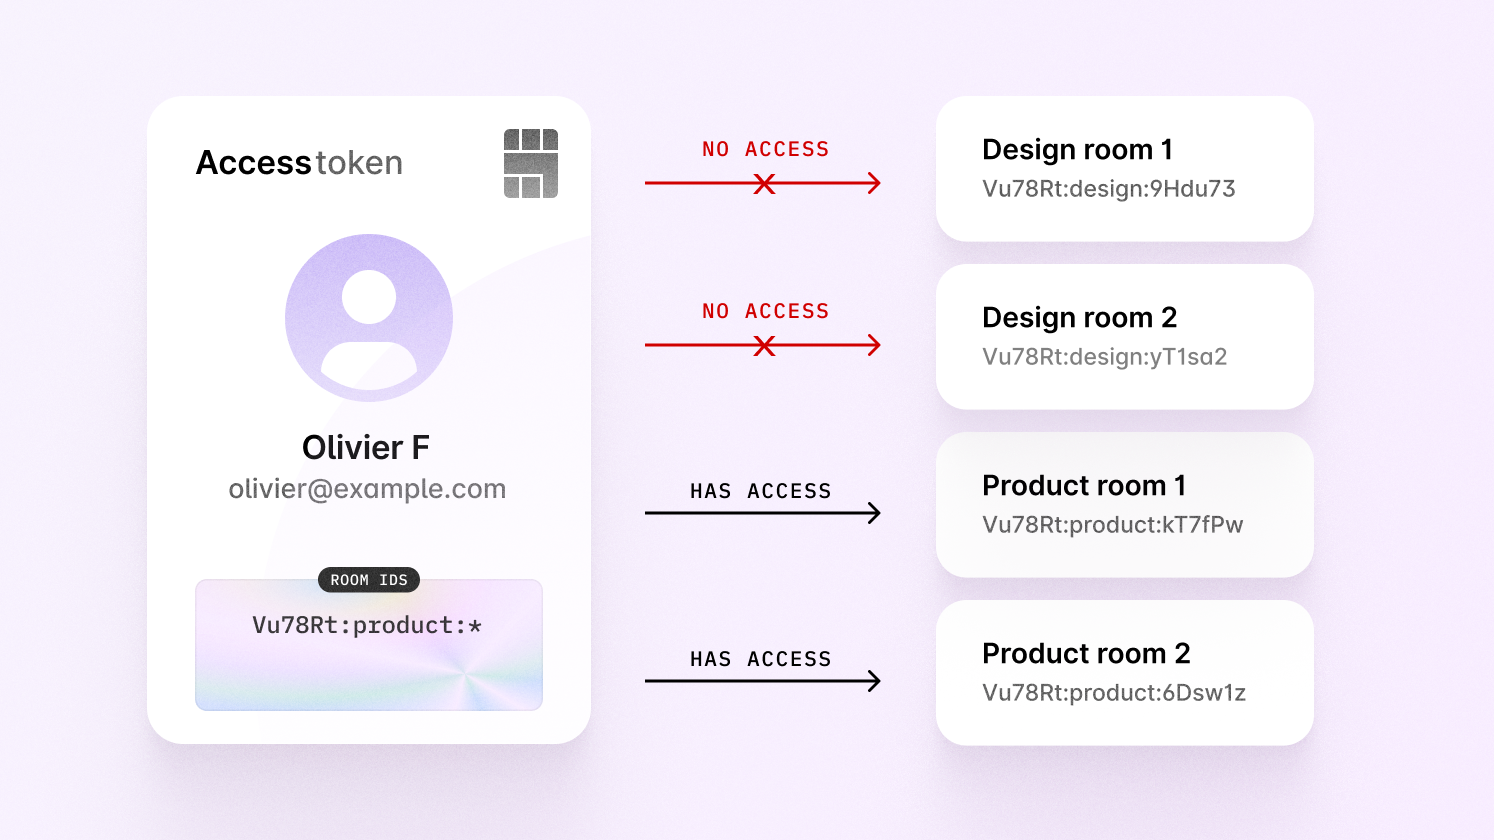 Access token
Olivier F
olivier@example.com
ROOM IDS
Vu78Rt:product:*
NO ACCESS
Design room 1
Vu78Rt:design:9Hdu73
NO ACCESS
Design room 2
Vu78Rt:design:yT1sa2
HAS ACCESS
Product room 1
Vu78Rt:product:kT7fPw
HAS ACCESS
Product room 2
Vu78Rt:product:6Dsw1z